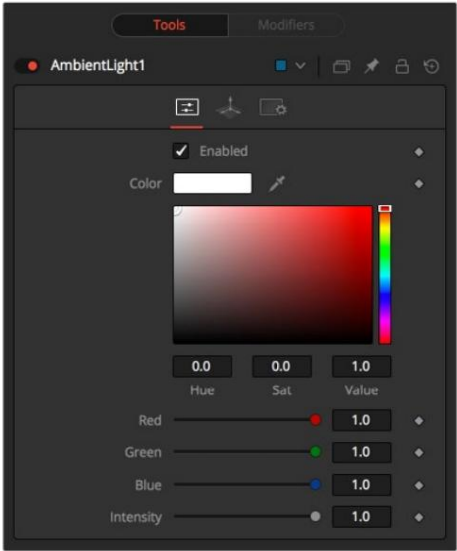 Tools Modifiers
AmbientLight1
Enabled
Color
0.0 0.0 1.0
Hue Sat Value
Red 1.0
Green 1.0
Blue 1.0
Intensity 1.0